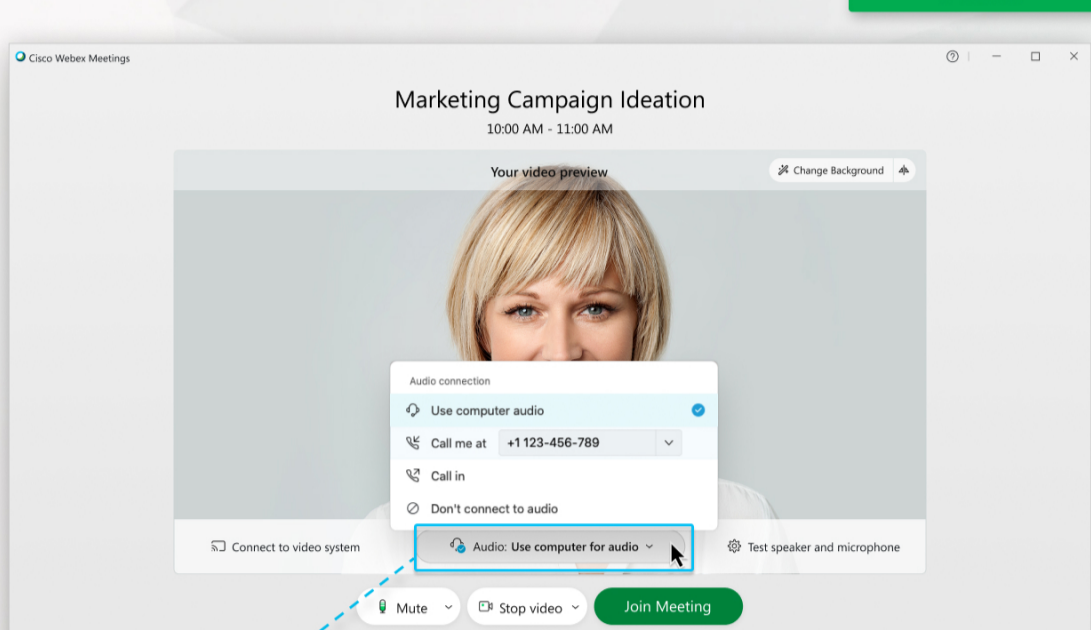 Cisco Webex Meetings
Marketing Campaign Ideation
10:00 AM - 11:00 AM
Your video preview
Change Background
Audio connection
Use computer audio
Call me at +1 123-456-789
Call in
Don't connect to audio
Connect to video system
Audio: Use computer for audio
Test speaker and microphone
Mute
Stop video
Join Meeting